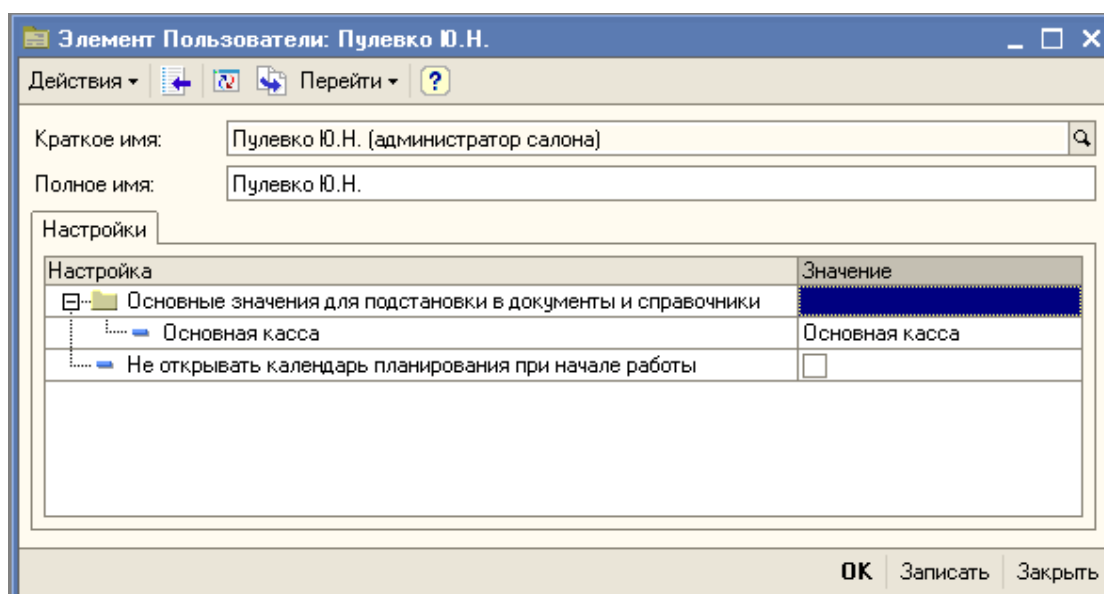 Элемент Пользователи: Пулевко Ю.Н.
Действия Перейти ?
Краткое имя: Пулевко Ю.Н. (администратор салона)
Полное имя: Пулевко Ю.Н.
Настройки
Настройка Значение
Основные значения для подстановки в документы и справочники
Основная касса Основная касса
Не открывать календарь планирования при начале работы
OK Записать Закрыть